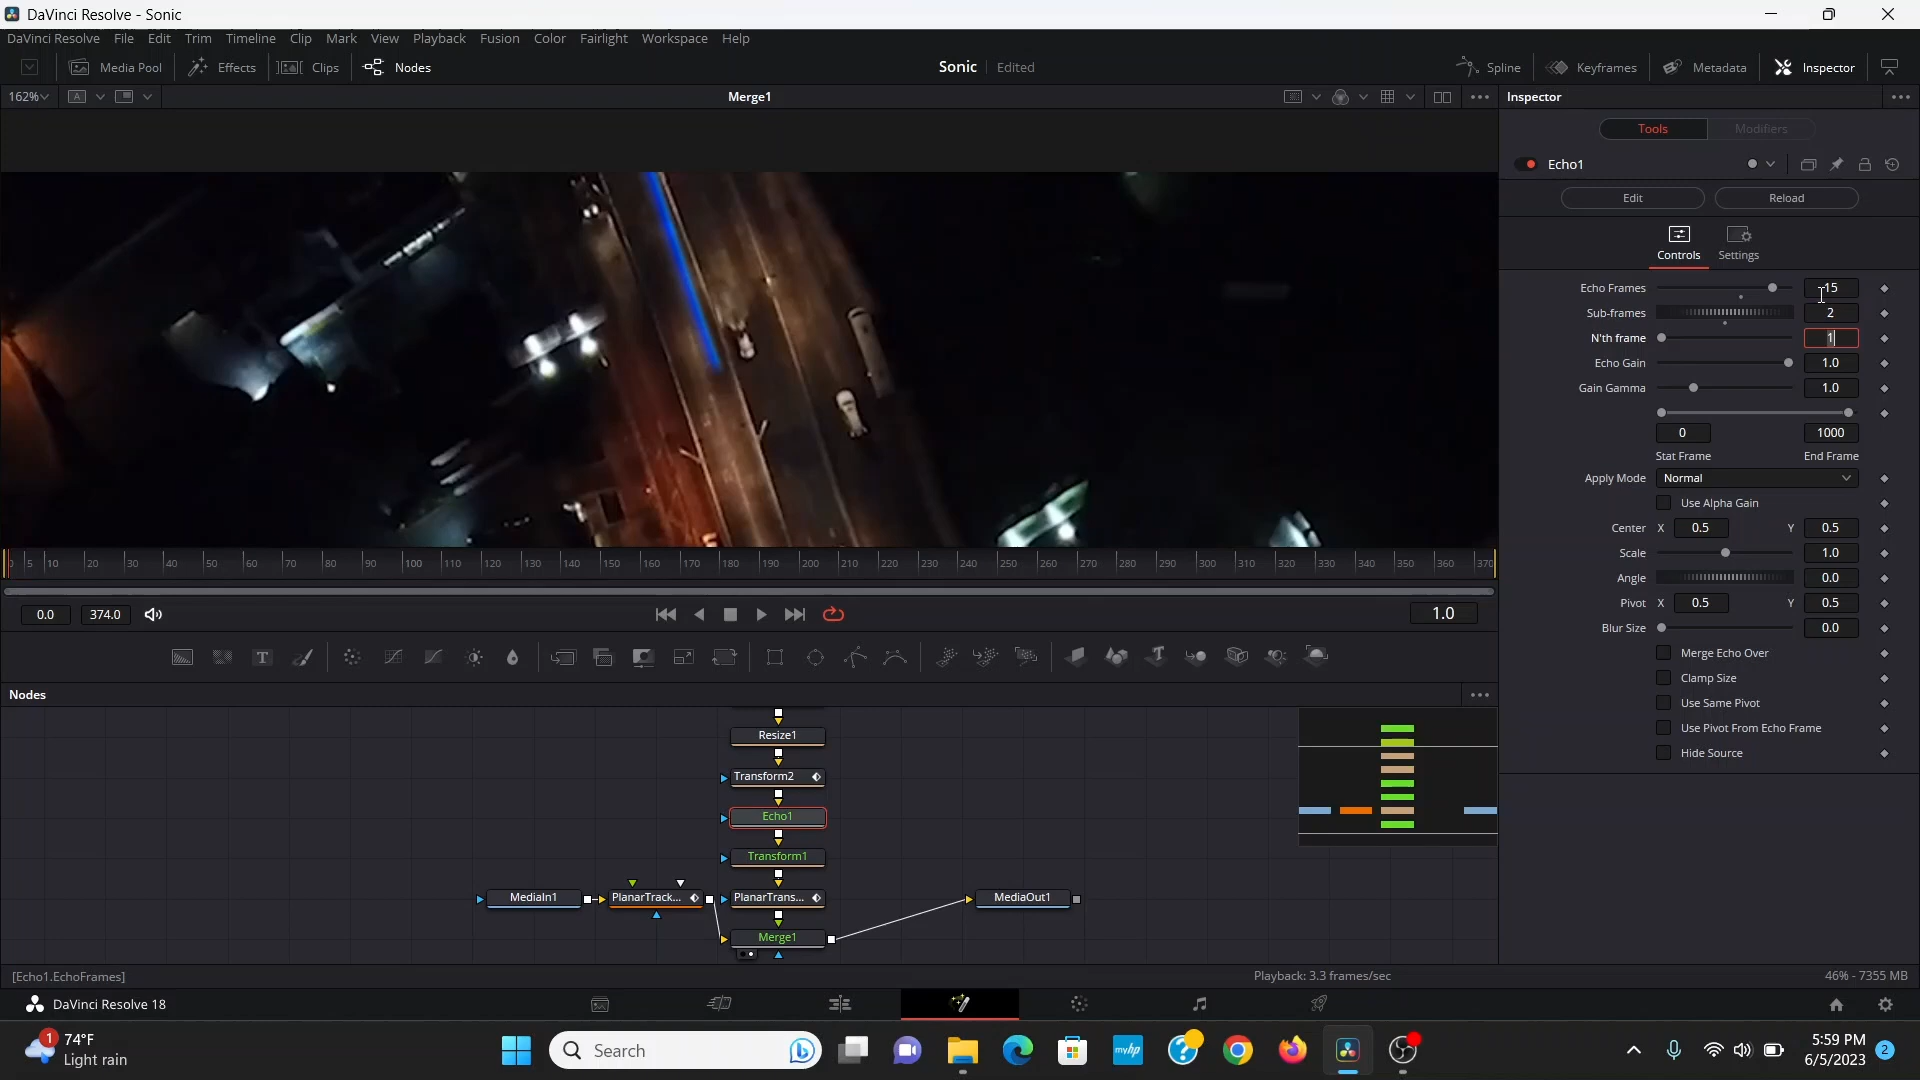 DaVinci Resolve - Sonic
DaVinci Resolve File Edit Trim Timeline Clip Mark View Playback Fusion Color Fairlight Workspace Help
Media Pool Effects Clips Nodes Sonic Edited Spline Keyframes Metadata Inspector
162% A Merge1 Inspector
Tools Modifiers
Echo1
Edit Reload
Controls Settings
Echo Frames -15
Sub-frames 2
N'th frame 1
Echo Gain 1.0
Gain Gamma 1.0
0 1000
Stat Frame End Frame
Apply Mode Normal
Use Alpha Gain
Center X 0.5 Y 0.5
Scale 1.0
Angle 0.0
Pivot X 0.5 Y 0.5
Blur Size 0.0
Merge Echo Over
Clamp Size
Use Same Pivot
Use Pivot From Echo Frame
Hide Source
5 10 20 30 40 50 60 70 80 90 100 110 120 130 140 150 160 170 180 190 200 210 220 230 240 250 260 270 280 290 300 310 320 330 340 350 360 370
0.0 374.0 1.0
T T
Nodes
Resize1
Transform2
Echo1
Transform1
MediaIn1 PlanarTrack... PlanarTrans... MediaOut1
Merge1
[Echo1.EchoFrames] Playback: 3.3 frames/sec 46% - 7355 MB
DaVinci Resolve 18
1 74°F
Light rain
Search
myhp
?
5:59 PM
6/5/2023
2